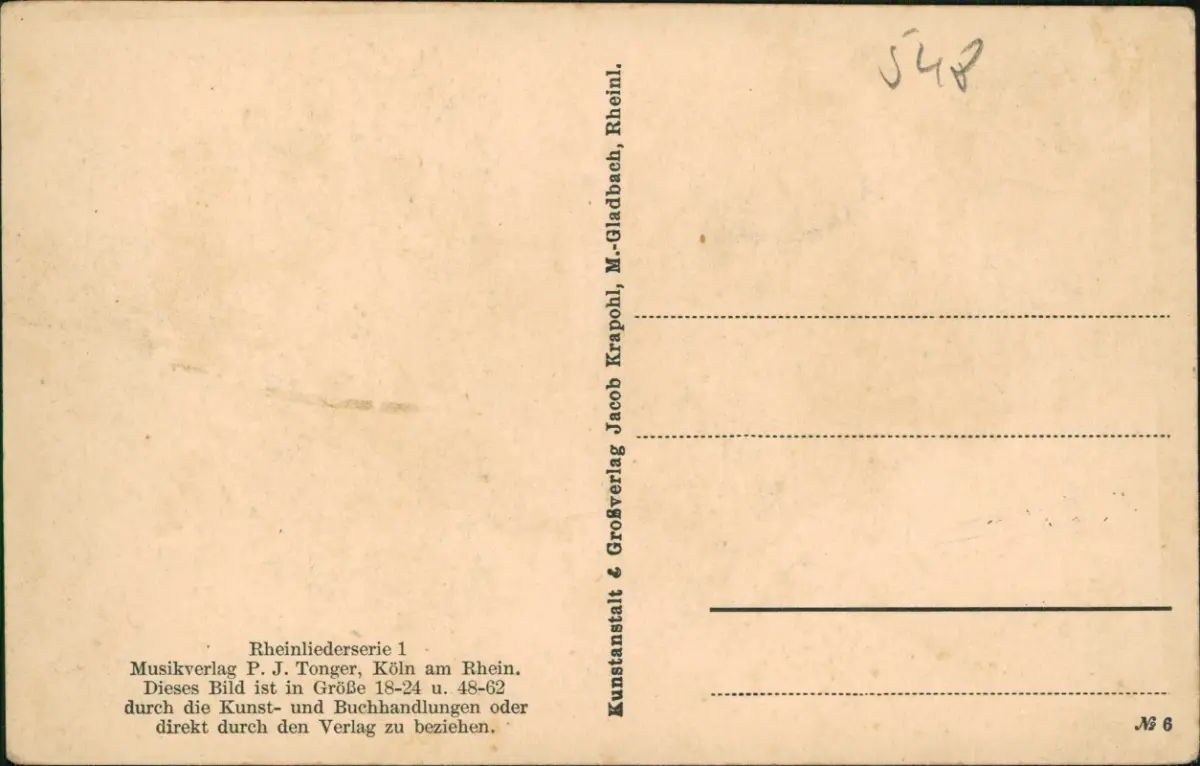 548
Kunstanstalt & Großverlag Jacob Krapohl, M.-Gladbach, Rheinl.
Rheinliederserie 1
Musikverlag P. J. Tonger, Köln am Rhein.
Dieses Bild ist in Größe 18-24 u. 48-62
durch die Kunst- und Buchhandlungen oder
direkt durch den Verlag zu beziehen.
№ 6